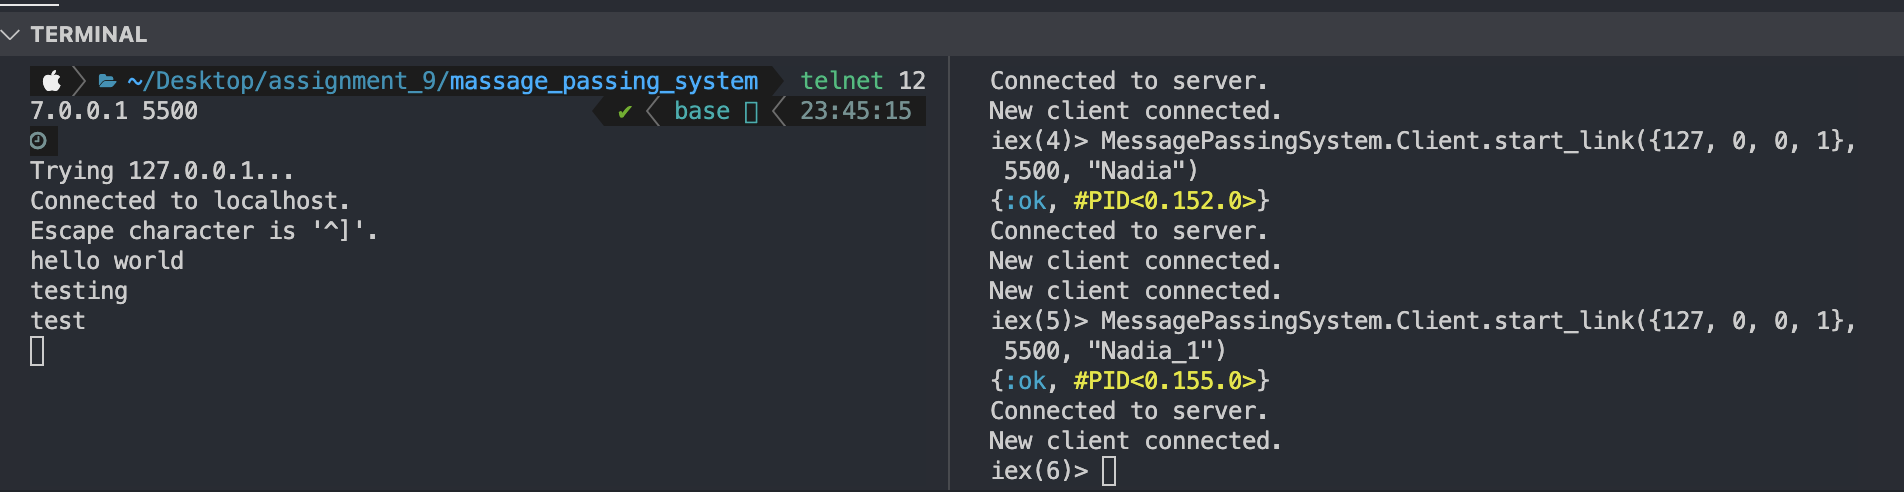 TERMINAL
~/Desktop/assignment_9/massage_passing_system telnet 12
7.0.0.1 5500 ✔ base 23:45:15
Trying 127.0.0.1...
Connected to localhost.
Escape character is '^]'.
hello world
testing
test
Connected to server.
New client connected.
iex(4)> MessagePassingSystem.Client.start_link({127, 0, 0, 1},
5500, "Nadia")
{:ok, #PID<0.152.0>}
Connected to server.
New client connected.
New client connected.
iex(5)> MessagePassingSystem.Client.start_link({127, 0, 0, 1},
5500, "Nadia_1")
{:ok, #PID<0.155.0>}
Connected to server.
New client connected.
iex(6)>